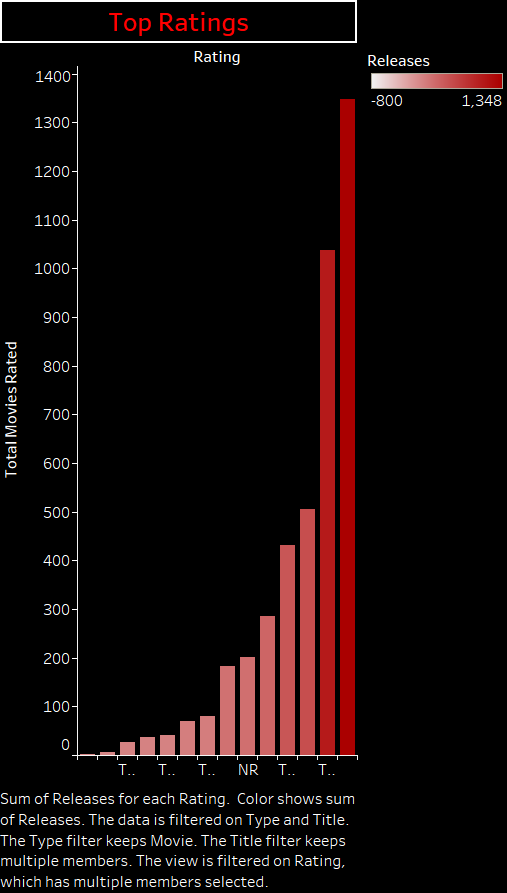 Top Ratings
Rating
Releases
-800 1,348
1400
1300
1200
1100
1000
900
800
700
600
500
400
300
200
100
0
Total Movies Rated
T.. T.. T.. NR T.. T..
Sum of Releases for each Rating. Color shows sum
of Releases. The data is filtered on Type and Title.
The Type filter keeps Movie. The Title filter keeps
multiple members. The view is filtered on Rating,
which has multiple members selected.